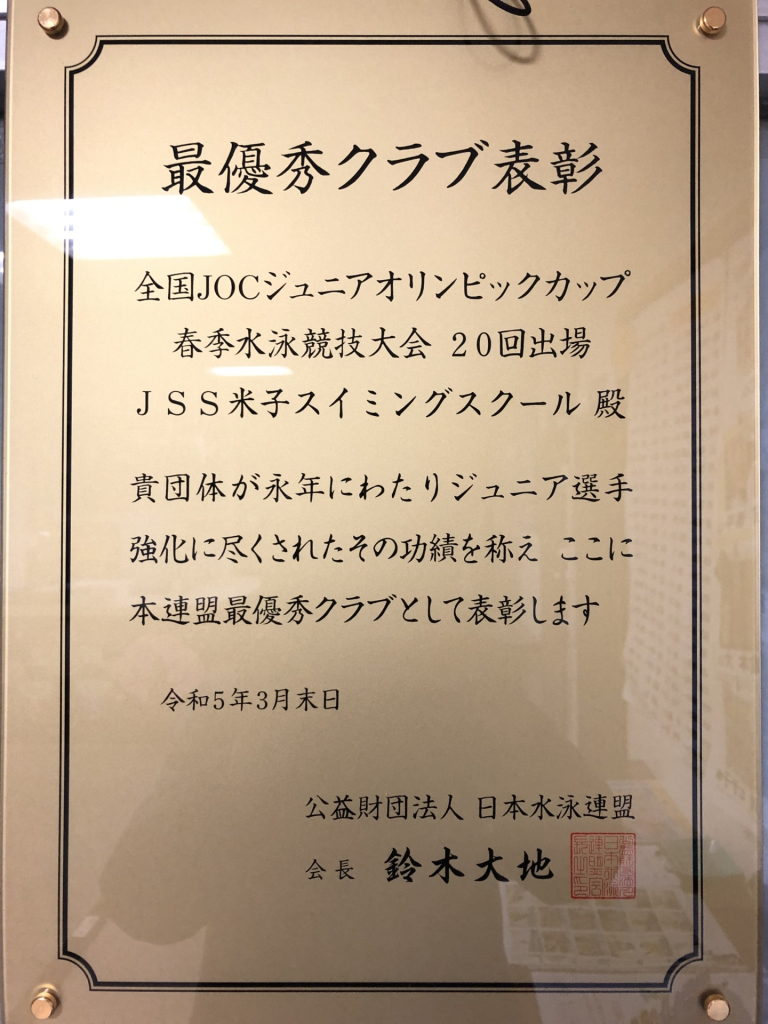 最優秀クラブ表彰
全国JOCジュニアオリンピックカップ
春季水泳競技大会 20回出場
JSS米子スイミングスクール 殿
貴団体が永年にわたりジュニア選手
強化に尽くされたその功績を称え ここに
本連盟最優秀クラブとして表彰します
令和5年3月末日
公益財団法人 日本水泳連盟
会長 鈴木大地